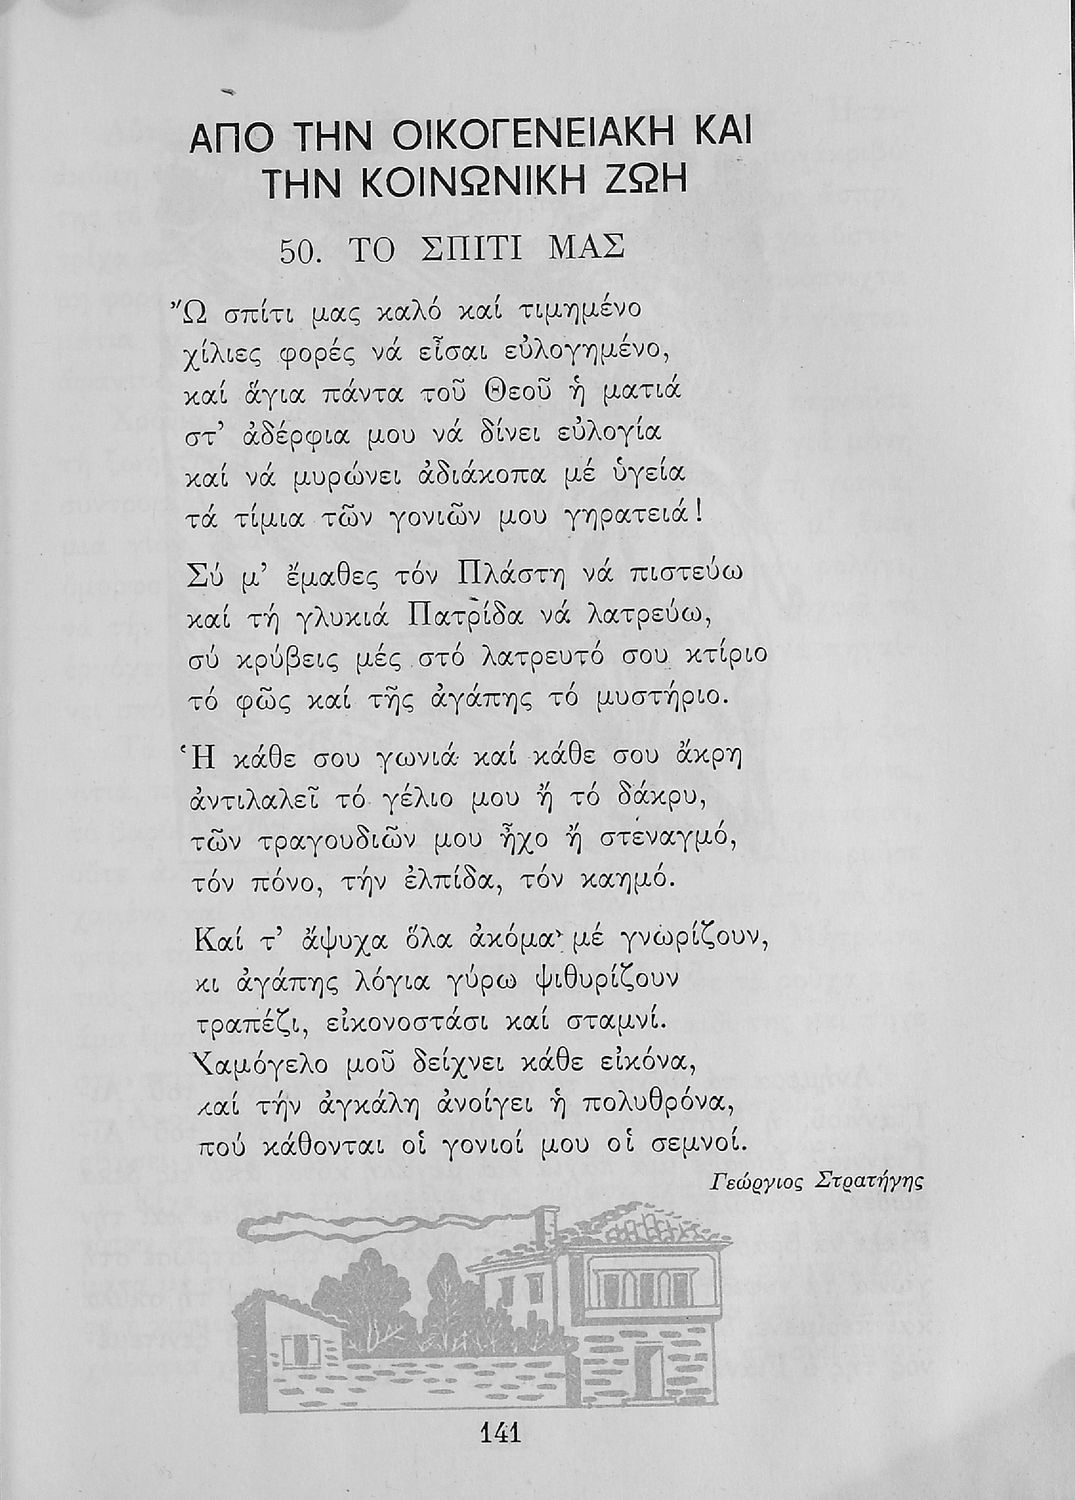 ΑΠΟ ΤΗΝ ΟΙΚΟΓΕΝΕΙΑΚΗ ΚΑΙ
ΤΗΝ ΚΟΙΝΩΝΙΚΗ ΖΩΗ
50. ΤΟ ΣΠΙΤΙ ΜΑΣ
Ὢ σπίτι μας καλό καί τιμημένο
χίλιες φορές νά εἶσαι εὐλογημένο,
καί ἅγια πάντα τοῦ Θεοῦ ἡ ματιά
στ’ ἀδέρφια μου νά δίνει εὐλογία
καί νά μυρώνει ἀδιάκοπα μέ ὑγεία
τά τίμια τῶν γονιῶν μου γηρατειά!
Σύ μ’ ἔμαθες τόν Πλάστη νά πιστεύω
καί τή γλυκιά Πατρίδα νά λατρεύω,
σύ κρύβεις μές στό λατρευτό σου κτίριο
τό φῶς καί τῆς ἀγάπης τό μυστήριο.
Ἡ κάθε σου γωνιά καί κάθε σου ἄκρη
ἀντιλαλεῖ τό γέλιο μου ἤ τό δάκρυ,
τῶν τραγουδιῶν μου ἦχο ἤ στεναγμό,
τόν πόνο, τήν ἐλπίδα, τόν καημό.
Καί τ’ ἄψυχα ὅλα ἀκόμα μέ γνωρίζουν,
κι ἀγάπης λόγια γύρω ψιθυρίζουν
τραπέζι, εἰκονοστάσι καί σταμνί.
Χαμόγελο μοῦ δείχνει κάθε εἰκόνα,
καί τήν ἀγκάλη ἀνοίγει ἡ πολυθρόνα,
πού κάθονται οἱ γονιοί μου οἱ σεμνοί.
Γεώργιος Στρατήγης
141